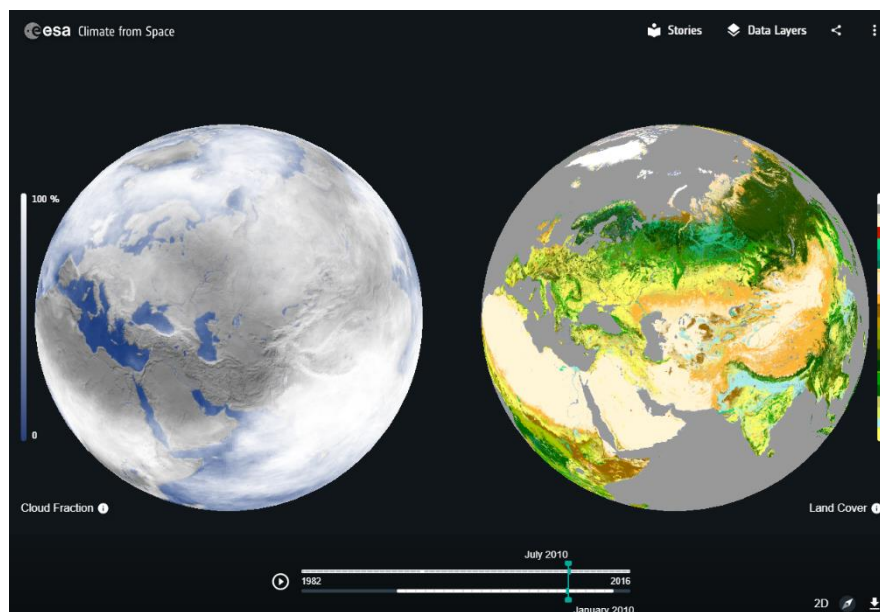 esa Climate from Space
Stories
Data Layers
100 %
0
Cloud Fraction
Land Cover
July 2010
1982
2016
January 2010
2D